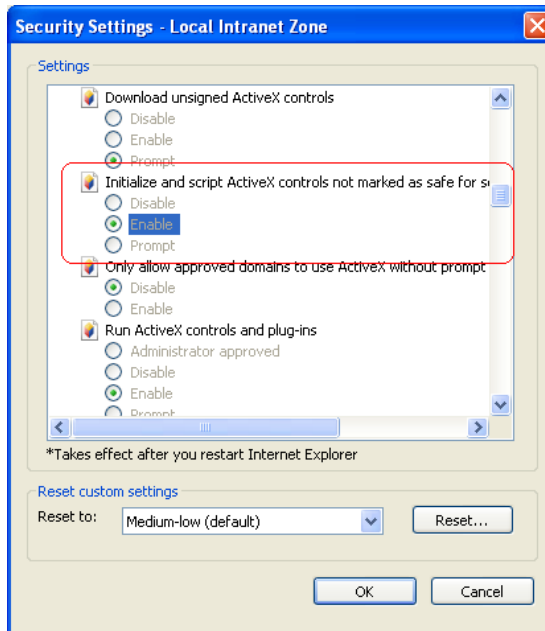 Security Settings - Local Intranet Zone
Settings
Download unsigned ActiveX controls
Disable
Enable
Prompt
Initialize and script ActiveX controls not marked as safe for
Disable
Enable
Prompt
Only allow approved domains to use ActiveX without prompt
Disable
Enable
Run ActiveX controls and plug-ins
Administrator approved
Disable
Enable
Prompt
*Takes effect after you restart Internet Explorer
Reset custom settings
Reset to: Medium-low (default) Reset...
OK Cancel